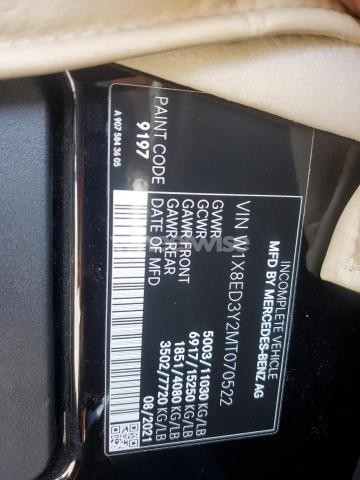 INCOMPLETE VEHICLE
MFD BY MERCEDES-BENZ AG
VIN W1X8ED3Y2MT070522
GVWR 5003/11030 KG/LB
GCWR 6917/15250 KG/LB
GAWR FRONT 1851/4080 KG/LB
GAWR REAR 3502/7720 KG/LB
DATE OF MFD 08/2021
PAINT CODE
9197
A 907 584 36 05